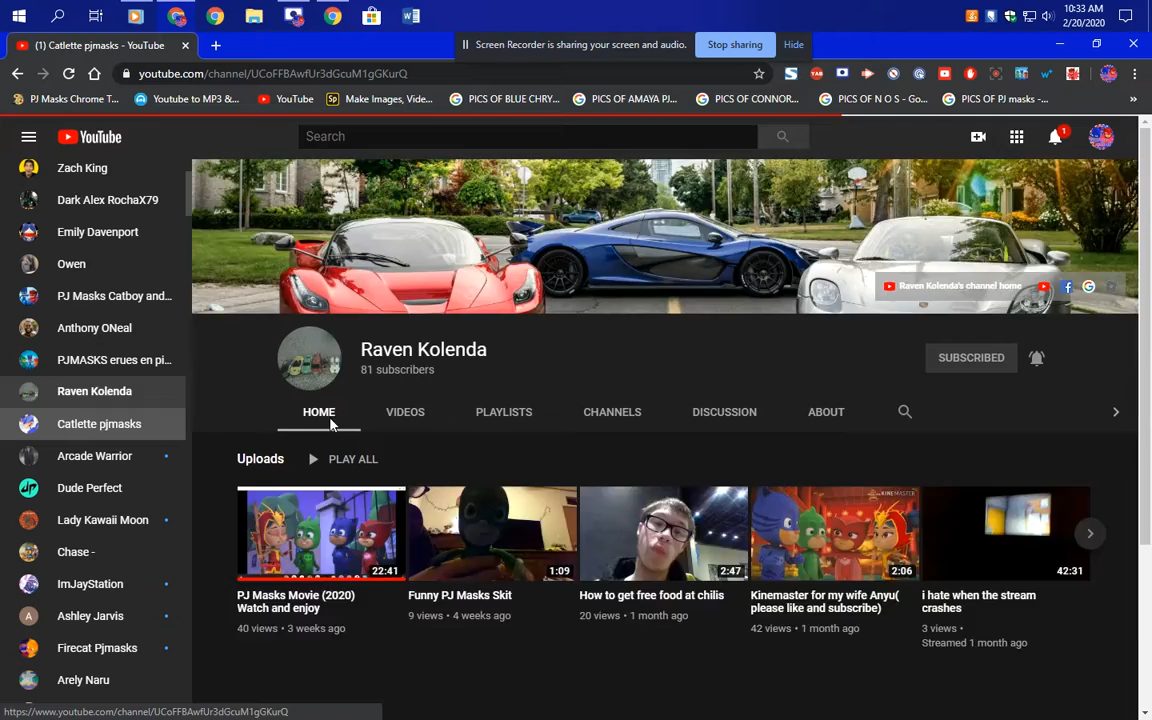 10:33 AM
2/20/2020
(1) Catlette pjmasks - YouTube
Screen Recorder is sharing your screen and audio.
Stop sharing
Hide
youtube.com/channel/UCoFFBAwfUr3dGcuM1gGKurQ
PJ Masks Chrome T...
Youtube to MP3 &...
YouTube
Make Images, Vide...
PICS OF BLUE CHRY...
PICS OF AMAYA PJ...
PICS OF CONNOR...
PICS OF N O S - Go...
PICS OF PJ masks -...
YouTube
Search
1
Zach King
Dark Alex RochaX79
Emily Davenport
Owen
PJ Masks Catboy and...
Anthony ONeal
PJMASKS erues en pi...
Raven Kolenda
Catlette pjmasks
Arcade Warrior
Dude Perfect
Lady Kawaii Moon
Chase -
ImJayStation
Ashley Jarvis
Firecat Pjmasks
Arely Naru
Raven Kolenda's channel home
Raven Kolenda
81 subscribers
SUBSCRIBED
HOME
VIDEOS
PLAYLISTS
CHANNELS
DISCUSSION
ABOUT
Uploads
PLAY ALL
22:41
PJ Masks Movie (2020)
Watch and enjoy
40 views • 3 weeks ago
1:09
Funny PJ Masks Skit
9 views • 4 weeks ago
2:47
How to get free food at chilis
20 views • 1 month ago
KINEMASTER
2:06
Kinemaster for my wife Anyu(
please like and subscribe)
42 views • 1 month ago
42:31
i hate when the stream
crashes
3 views •
Streamed 1 month ago
https://www.youtube.com/channel/UCoFFBAwfUr3dGcuM1gGKurQ